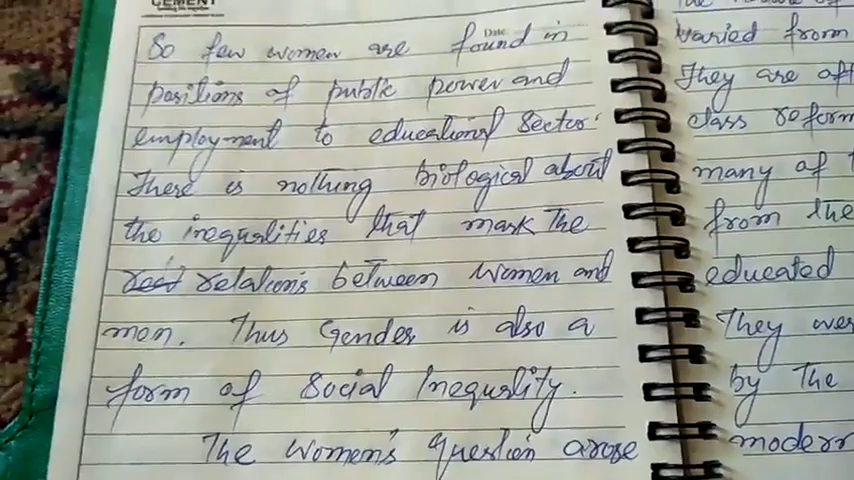 CEMENT
Date
So few women are found in
positions of public power and
employment to educational sector.
There is nothing biological about
the inequalities that mark the
relations between women and
men. Thus Gender is also a
form of Social Inequality.
The Women's question arose
varied from
They are
class reform
many of
from the
educated
They wer
by the
modern